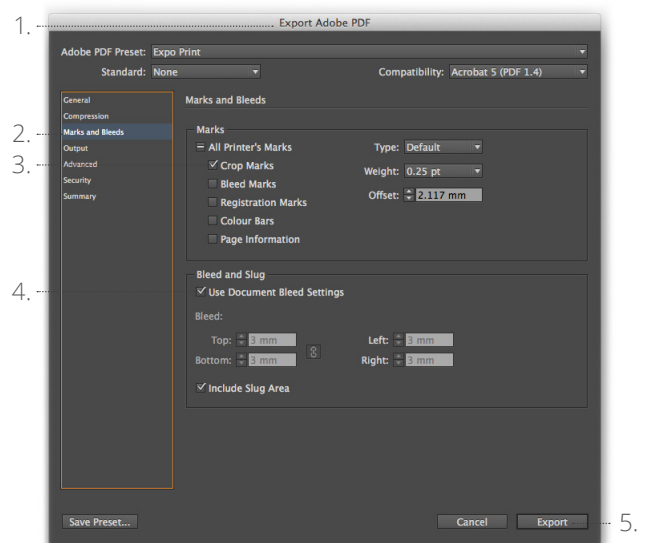 1. Export Adobe PDF
Adobe PDF Preset: Expo Print
Standard: None Compatibility: Acrobat 5 (PDF 1.4)
General
Compression
2. Marks and Bleeds
Output
3. Advanced
Security
Summary
Marks and Bleeds
Marks
All Printer's Marks
Crop Marks
Bleed Marks
Registration Marks
Colour Bars
Page Information
Type: Default
Weight: 0.25 pt
Offset: 2.117 mm
Bleed and Slug
4. Use Document Bleed Settings
Bleed:
Top: 3 mm Left: 3 mm
Bottom: 3 mm Right: 3 mm
Include Slug Area
Save Preset... Cancel Export 5.